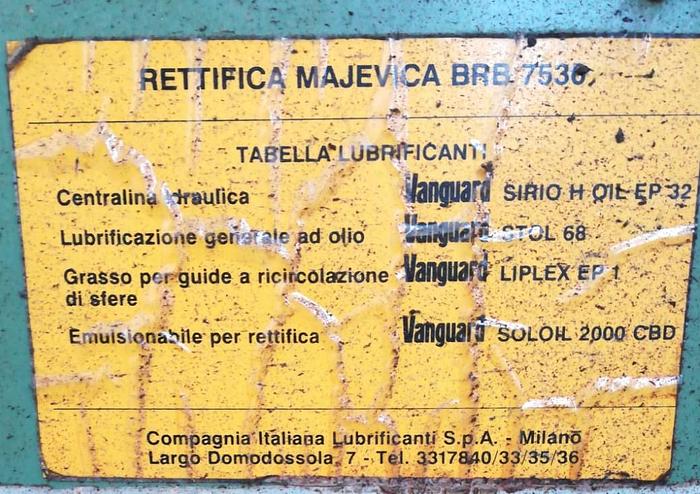 RETTIFICA MAJEVICA BRB 7530
TABELLA LUBRIFICANTI
Centralina idraulica Vanguard SIRIO H OIL EP 32
Lubrificazione generale ad olio Vanguard STOL 68
Grasso per guide a ricircolazione Vanguard LIPLEX EP 1
di sfere
Emulsionabile per rettifica Vanguard SOLOIL 2000 CBD
Compagnia Italiana Lubrificanti S.p.A. - Milano
Largo Domodossola, 7 - Tel. 3317840/33/35/36